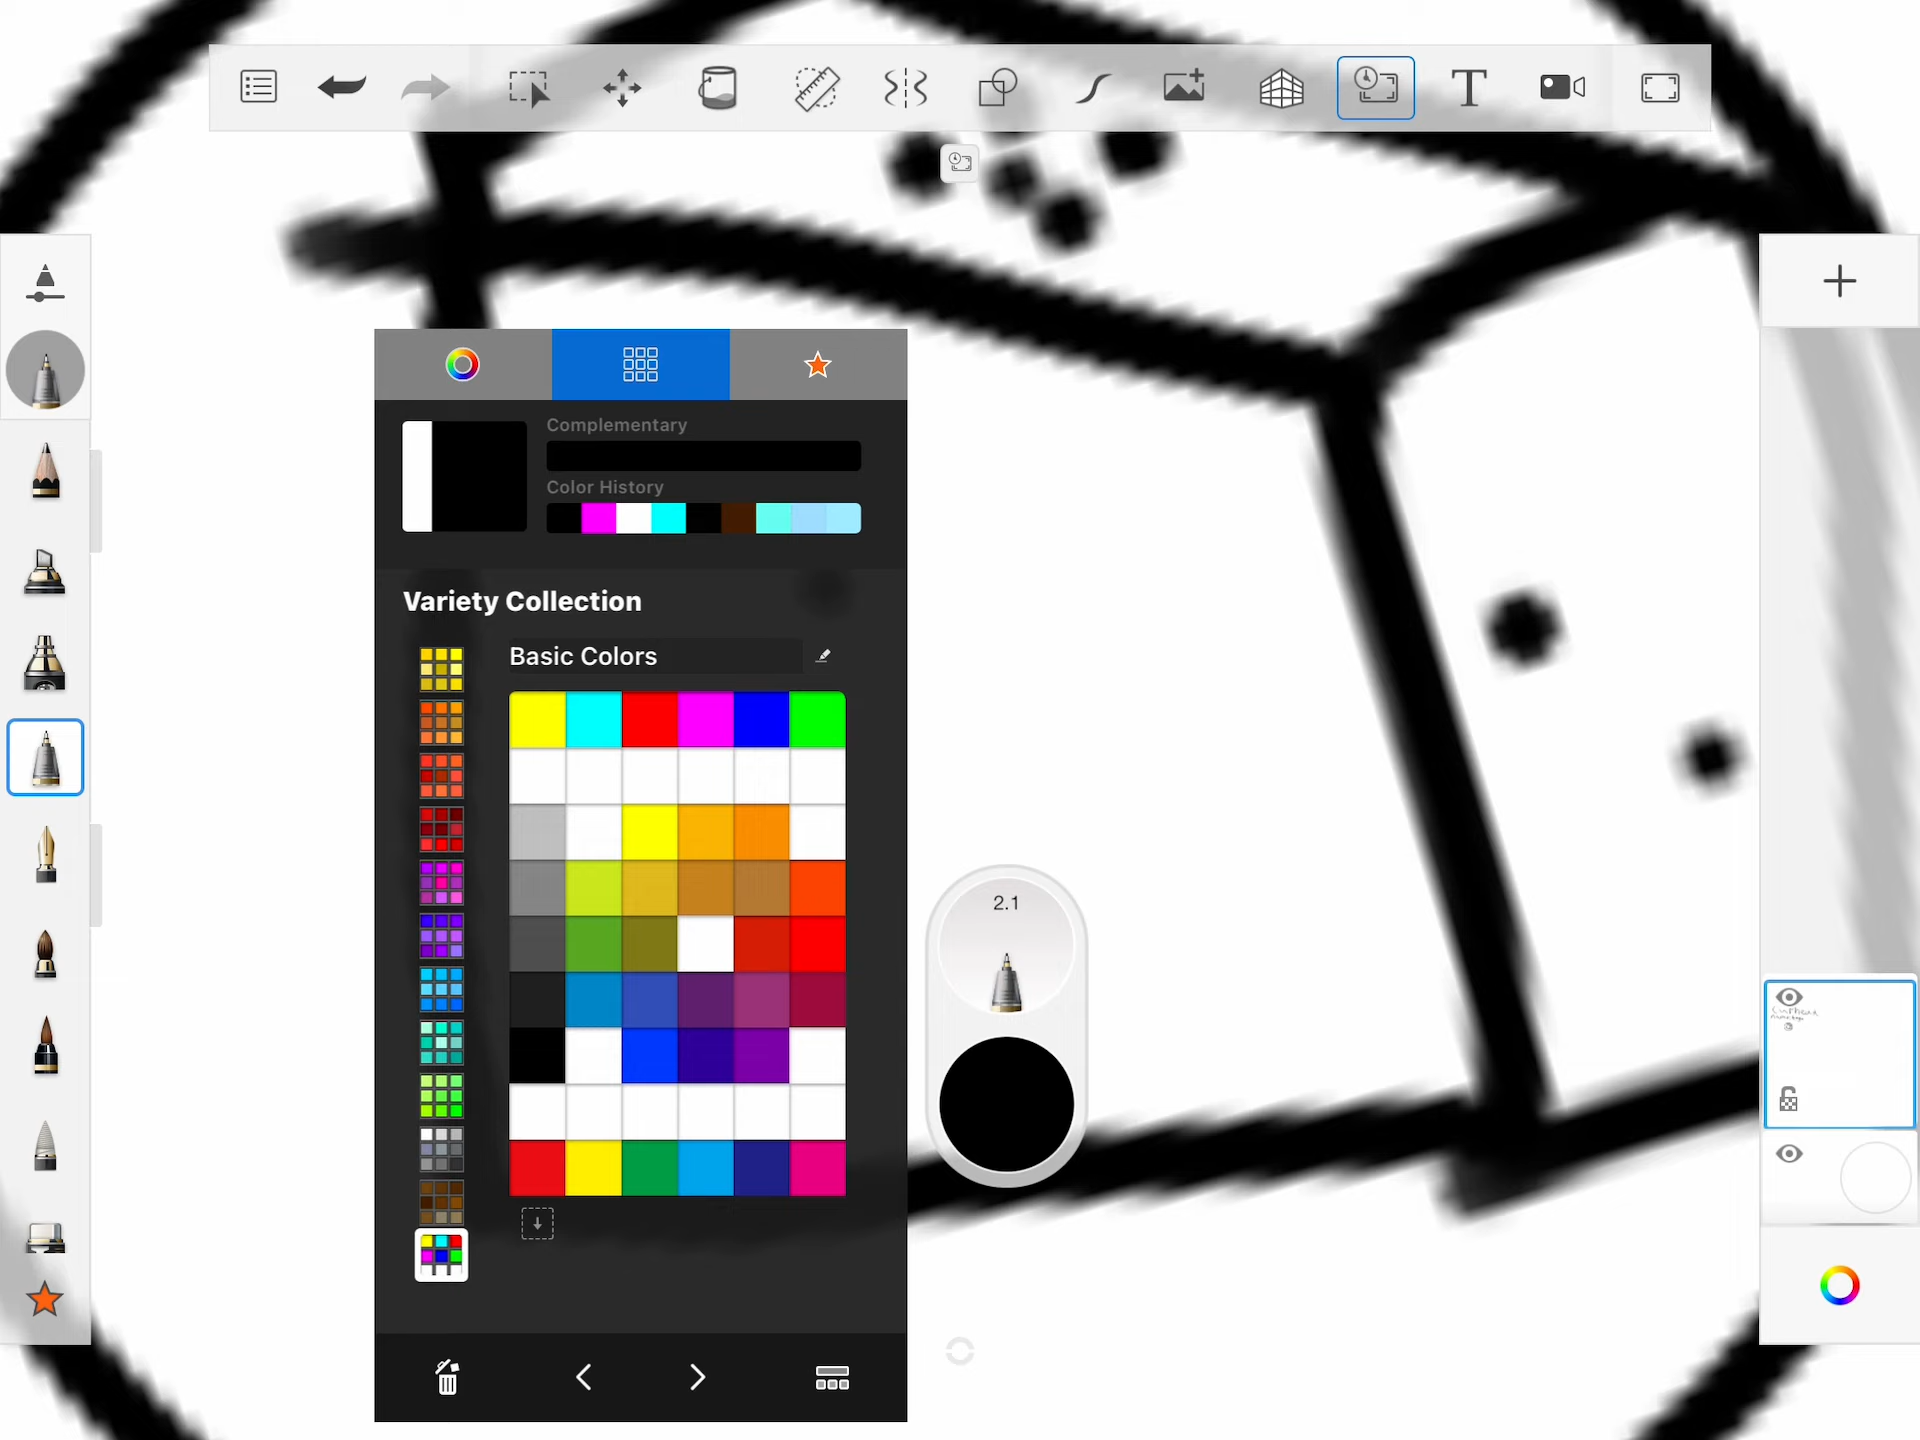 T
Complementary
Color History
Variety Collection
Basic Colors
2.1